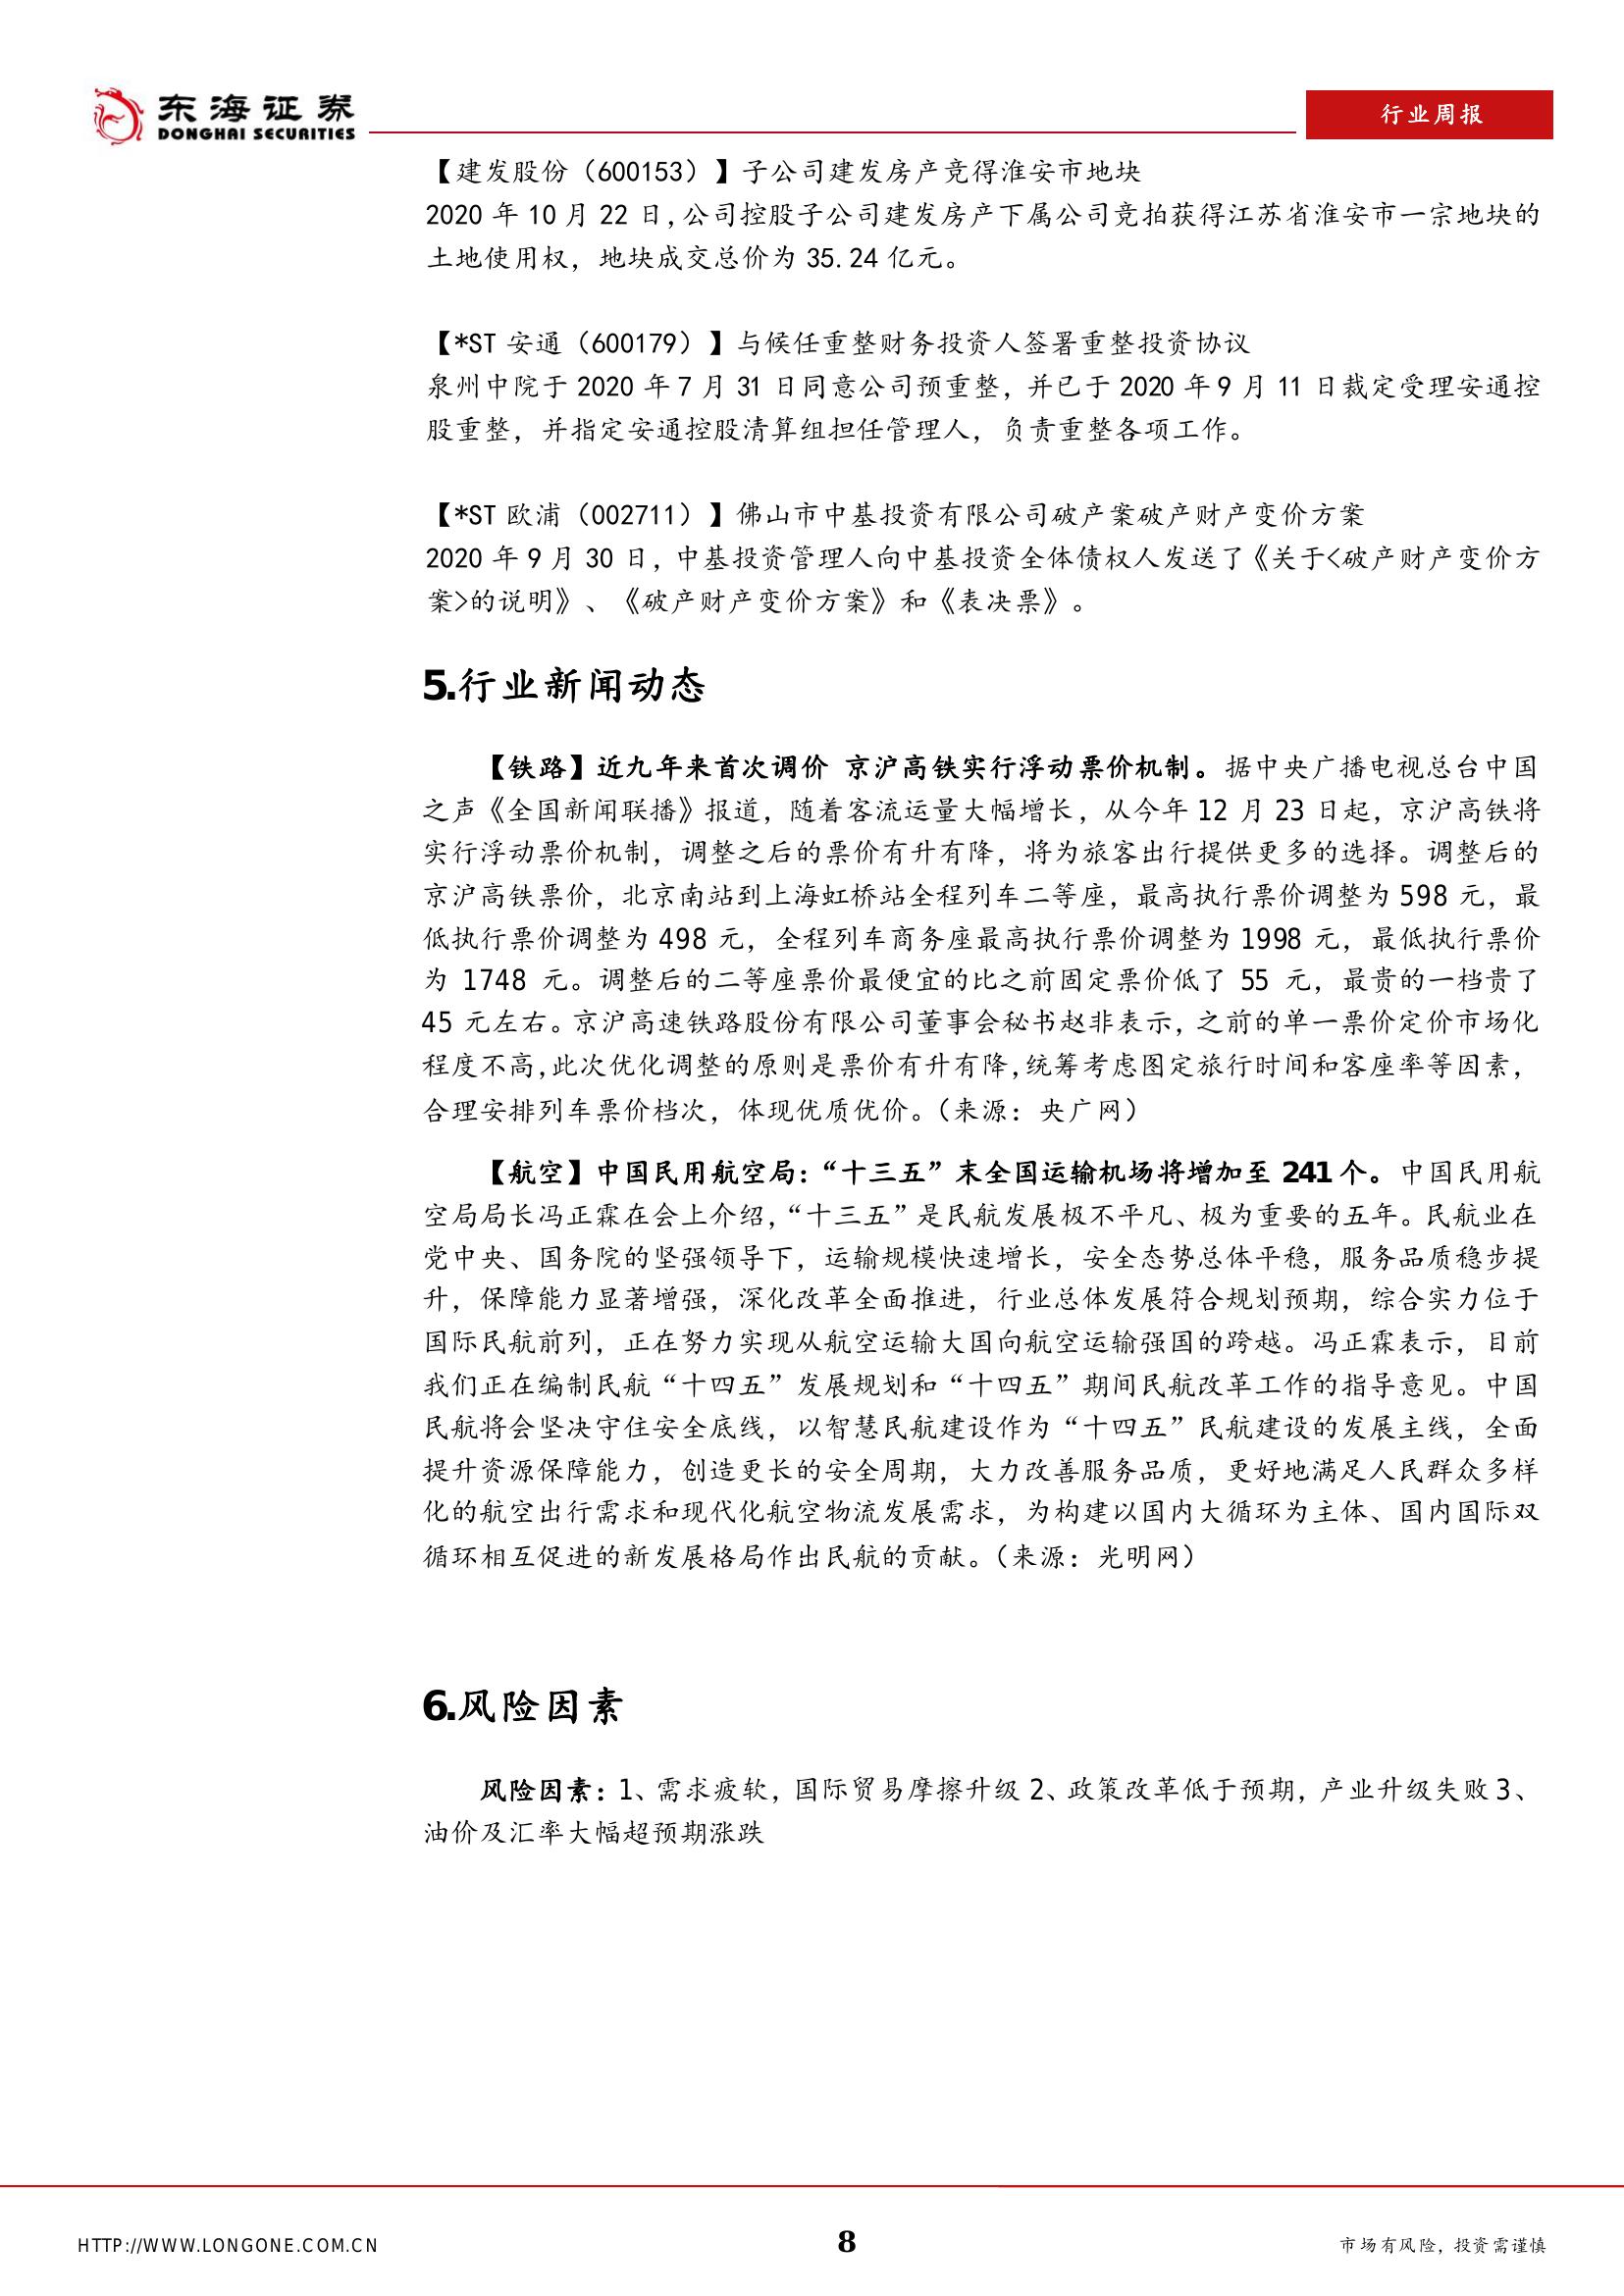 东海证券
DONGHAI SECURITIES
行业周报
【建发股份（600153）】子公司建发房产竞得淮安市地块
2020 年 10 月 22 日，公司控股子公司建发房产下属公司竞拍获得江苏省淮安市一宗地块的
土地使用权，地块成交总价为 35.24 亿元。
【*ST 安通（600179）】与候任重整财务投资人签署重整投资协议
泉州中院于 2020 年 7 月 31 日同意公司预重整，并已于 2020 年 9 月 11 日裁定受理安通控
股重整，并指定安通控股清算组担任管理人，负责重整各项工作。
【*ST 欧浦（002711）】佛山市中基投资有限公司破产案破产财产变价方案
2020 年 9 月 30 日，中基投资管理人向中基投资全体债权人发送了《关于<破产财产变价方
案>的说明》、《破产财产变价方案》和《表决票》。
5.行业新闻动态
【铁路】近九年来首次调价 京沪高铁实行浮动票价机制。据中央广播电视总台中国
之声《全国新闻联播》报道，随着客流运量大幅增长，从今年 12 月 23 日起，京沪高铁将
实行浮动票价机制，调整之后的票价有升有降，将为旅客出行提供更多的选择。调整后的
京沪高铁票价，北京南站到上海虹桥站全程列车二等座，最高执行票价调整为 598 元，最
低执行票价调整为 498 元，全程列车商务座最高执行票价调整为 1998 元，最低执行票价
为 1748 元。调整后的二等座票价最便宜的比之前固定票价低了 55 元，最贵的一档贵了
45 元左右。京沪高速铁路股份有限公司董事会秘书赵非表示，之前的单一票价定价市场化
程度不高，此次优化调整的原则是票价有升有降，统筹考虑图定旅行时间和客座率等因素，
合理安排列车票价档次，体现优质优价。（来源：央广网）
【航空】中国民用航空局：“十三五”末全国运输机场将增加至 241 个。中国民用航
空局局长冯正霖在会上介绍，“十三五”是民航发展极不平凡、极为重要的五年。民航业在
党中央、国务院的坚强领导下，运输规模快速增长，安全态势总体平稳，服务品质稳步提
升，保障能力显著增强，深化改革全面推进，行业总体发展符合规划预期，综合实力位于
国际民航前列，正在努力实现从航空运输大国向航空运输强国的跨越。冯正霖表示，目前
我们正在编制民航“十四五”发展规划和“十四五”期间民航改革工作的指导意见。中国
民航将会坚决守住安全底线，以智慧民航建设作为“十四五”民航建设的发展主线，全面
提升资源保障能力，创造更长的安全周期，大力改善服务品质，更好地满足人民群众多样
化的航空出行需求和现代化航空物流发展需求，为构建以国内大循环为主体、国内国际双
循环相互促进的新发展格局作出民航的贡献。（来源：光明网）
6.风险因素
风险因素：1、需求疲软，国际贸易摩擦升级 2、政策改革低于预期，产业升级失败 3、
油价及汇率大幅超预期涨跌
HTTP://WWW.LONGONE.COM.CN
8
市场有风险，投资需谨慎